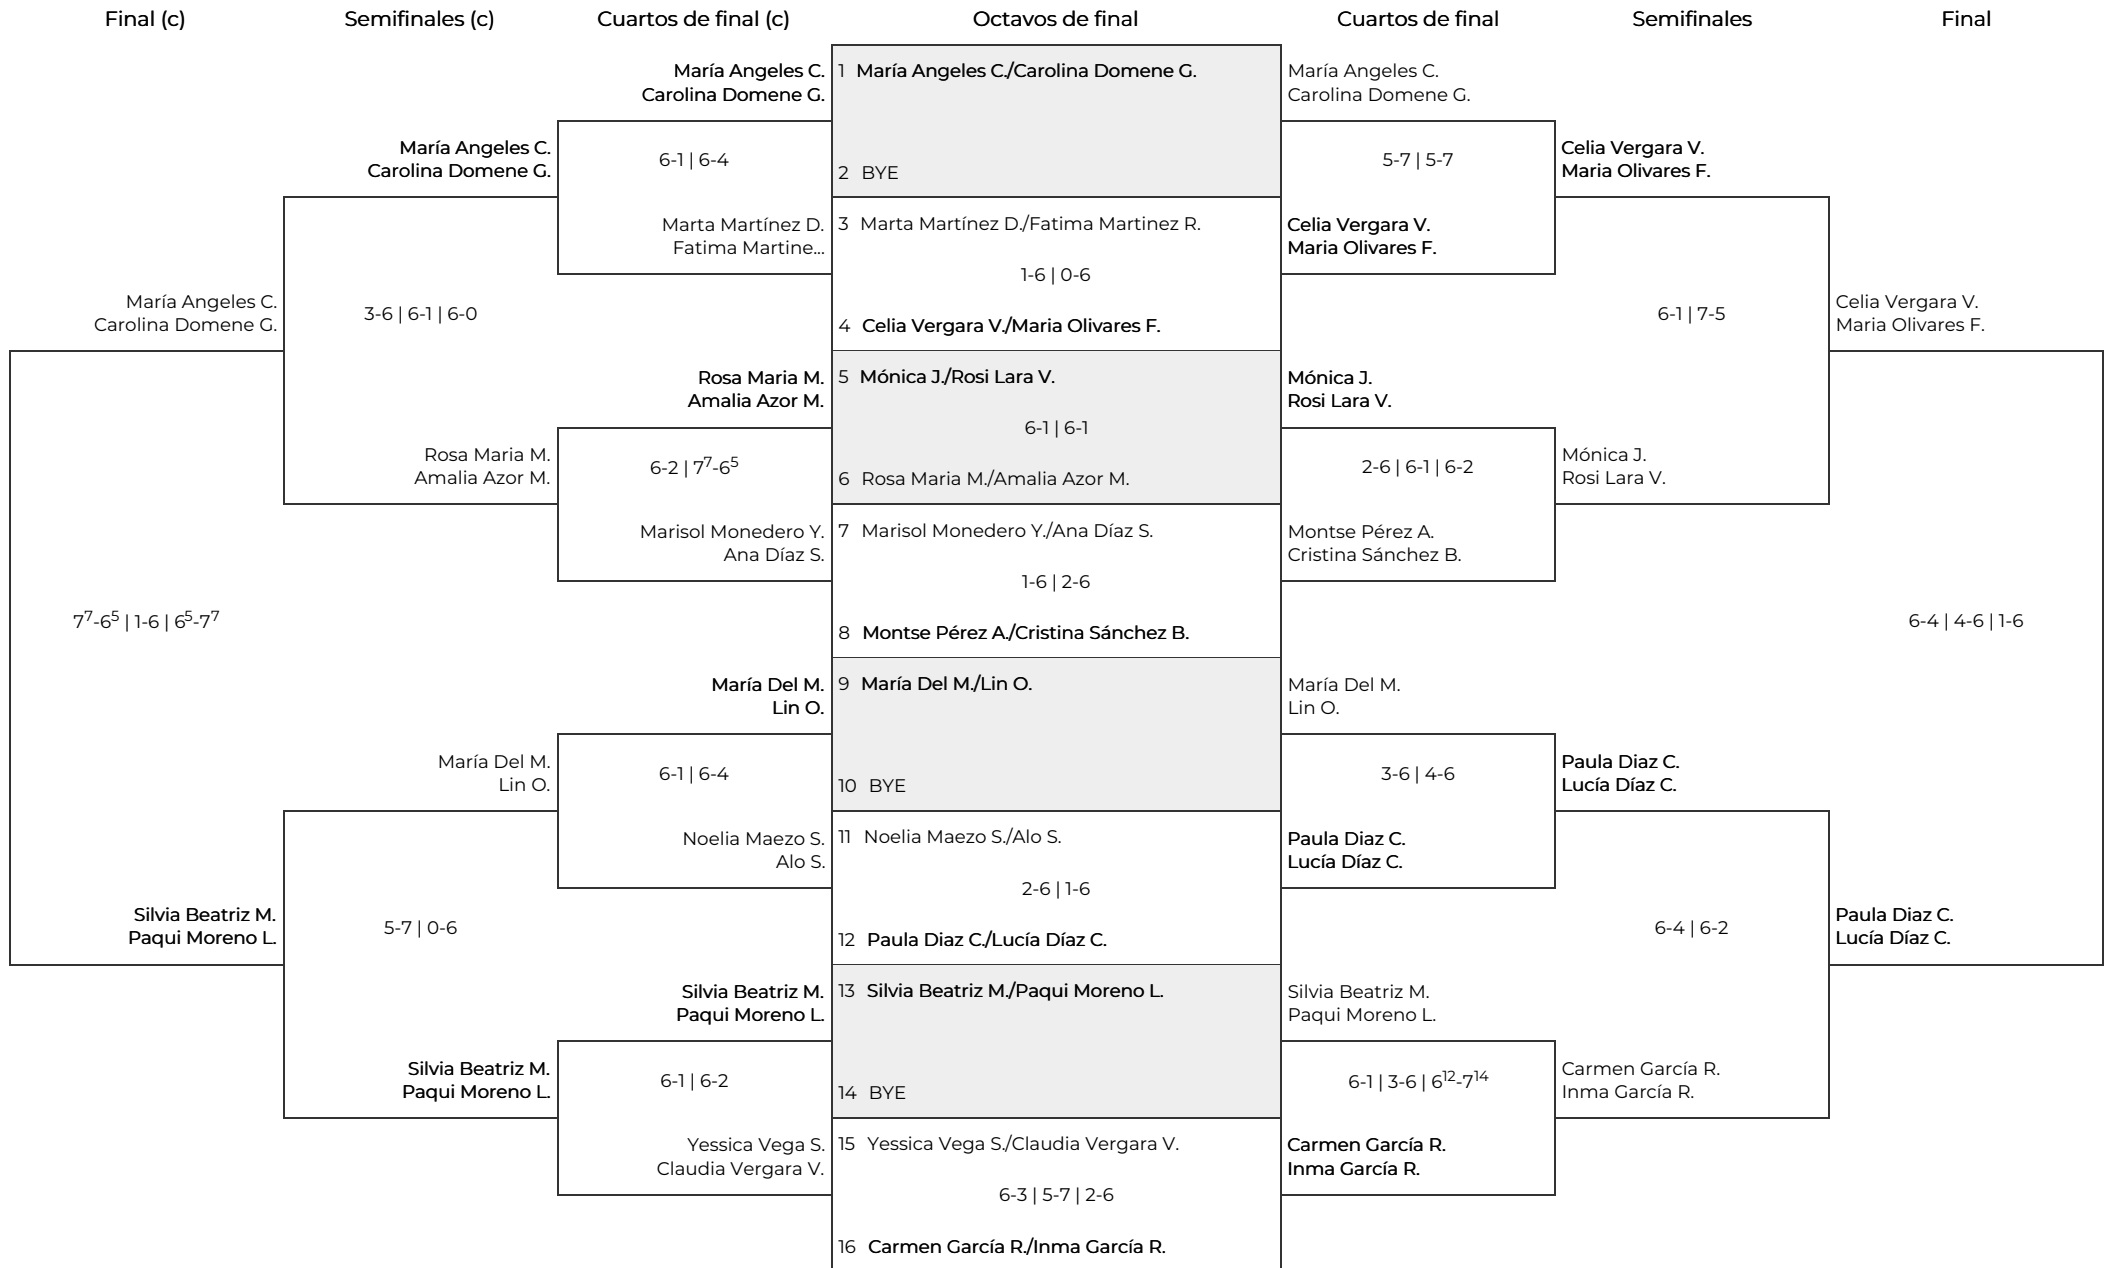 Final (c)
Semifinales (c)
Cuartos de final (c)
Octavos de final
Cuartos de final
Semifinales
Final
María Angeles C.
Carolina Domene G.
7⁷-6⁵ | 1-6 | 6⁵-7⁷
Silvia Beatriz M.
Paqui Moreno L.
María Angeles C.
Carolina Domene G.
3-6 | 6-1 | 6-0
Rosa Maria M.
Amalia Azor M.
María Del M.
Lin O.
5-7 | 0-6
Silvia Beatriz M.
Paqui Moreno L.
María Angeles C.
Carolina Domene G.
6-1 | 6-4
Marta Martínez D.
Fatima Martine...
Rosa Maria M.
Amalia Azor M.
6-2 | 7⁷-6⁵
Marisol Monedero Y.
Ana Díaz S.
María Del M.
Lin O.
6-1 | 6-4
Noelia Maezo S.
Alo S.
Silvia Beatriz M.
Paqui Moreno L.
6-1 | 6-2
Yessica Vega S.
Claudia Vergara V.
1 María Angeles C./Carolina Domene G.
2 BYE
3 Marta Martínez D./Fatima Martinez R.
1-6 | 0-6
4 Celia Vergara V./Maria Olivares F.
5 Mónica J./Rosi Lara V.
6-1 | 6-1
6 Rosa Maria M./Amalia Azor M.
7 Marisol Monedero Y./Ana Díaz S.
1-6 | 2-6
8 Montse Pérez A./Cristina Sánchez B.
9 María Del M./Lin O.
10 BYE
11 Noelia Maezo S./Alo S.
2-6 | 1-6
12 Paula Diaz C./Lucía Díaz C.
13 Silvia Beatriz M./Paqui Moreno L.
14 BYE
15 Yessica Vega S./Claudia Vergara V.
6-3 | 5-7 | 2-6
16 Carmen García R./Inma García R.
María Angeles C.
Carolina Domene G.
5-7 | 5-7
Celia Vergara V.
Maria Olivares F.
Mónica J.
Rosi Lara V.
2-6 | 6-1 | 6-2
Montse Pérez A.
Cristina Sánchez B.
María Del M.
Lin O.
3-6 | 4-6
Paula Diaz C.
Lucía Díaz C.
Silvia Beatriz M.
Paqui Moreno L.
6-1 | 3-6 | 6¹²-7¹⁴
Carmen García R.
Inma García R.
Celia Vergara V.
Maria Olivares F.
6-1 | 7-5
Mónica J.
Rosi Lara V.
Paula Diaz C.
Lucía Díaz C.
6-4 | 6-2
Carmen García R.
Inma García R.
Celia Vergara V.
Maria Olivares F.
6-4 | 4-6 | 1-6
Paula Diaz C.
Lucía Díaz C.